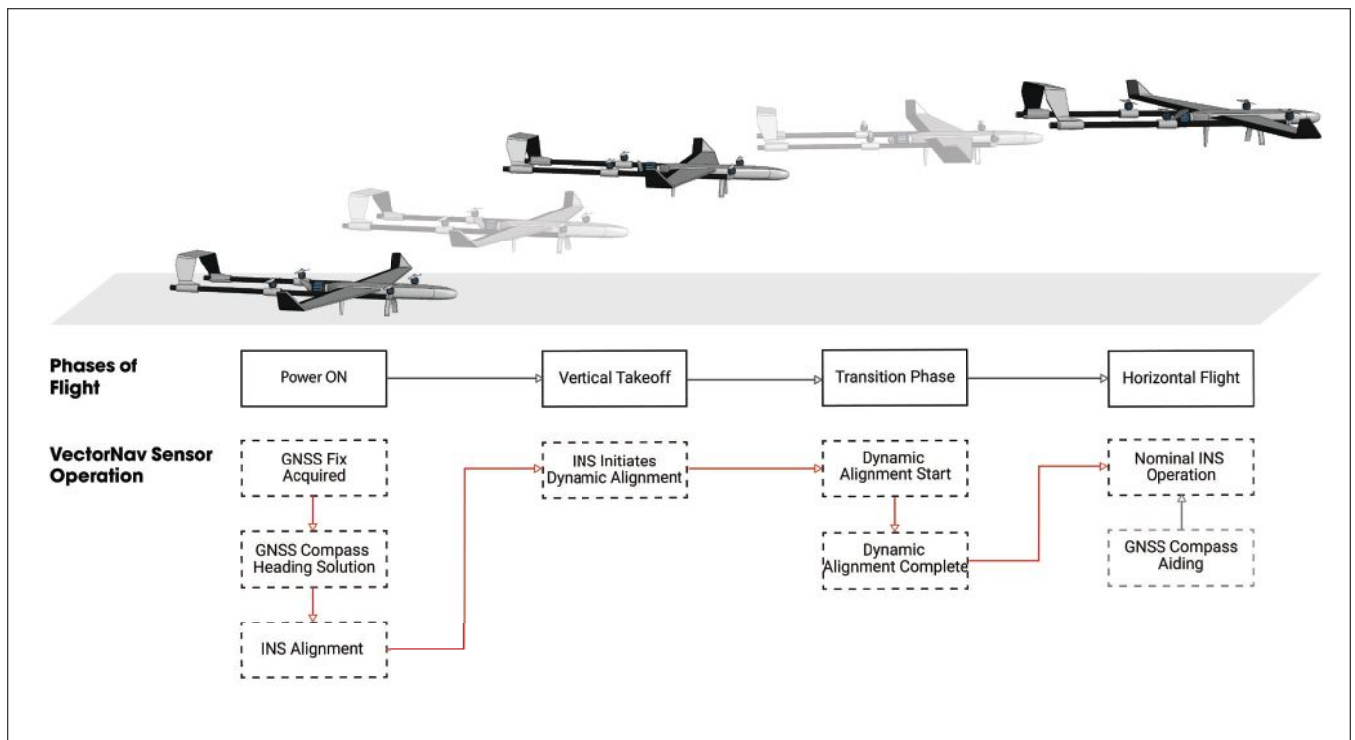 Phases of
Flight
Power ON
Vertical Takeoff
Transition Phase
Horizontal Flight
VectorNav Sensor
Operation
GNSS Fix
Acquired
GNSS Compass
Heading Solution
INS Alignment
INS Initiates
Dynamic Alignment
Dynamic
Alignment Start
Dynamic
Alignment Complete
Nominal INS
Operation
GNSS Compass
Aiding